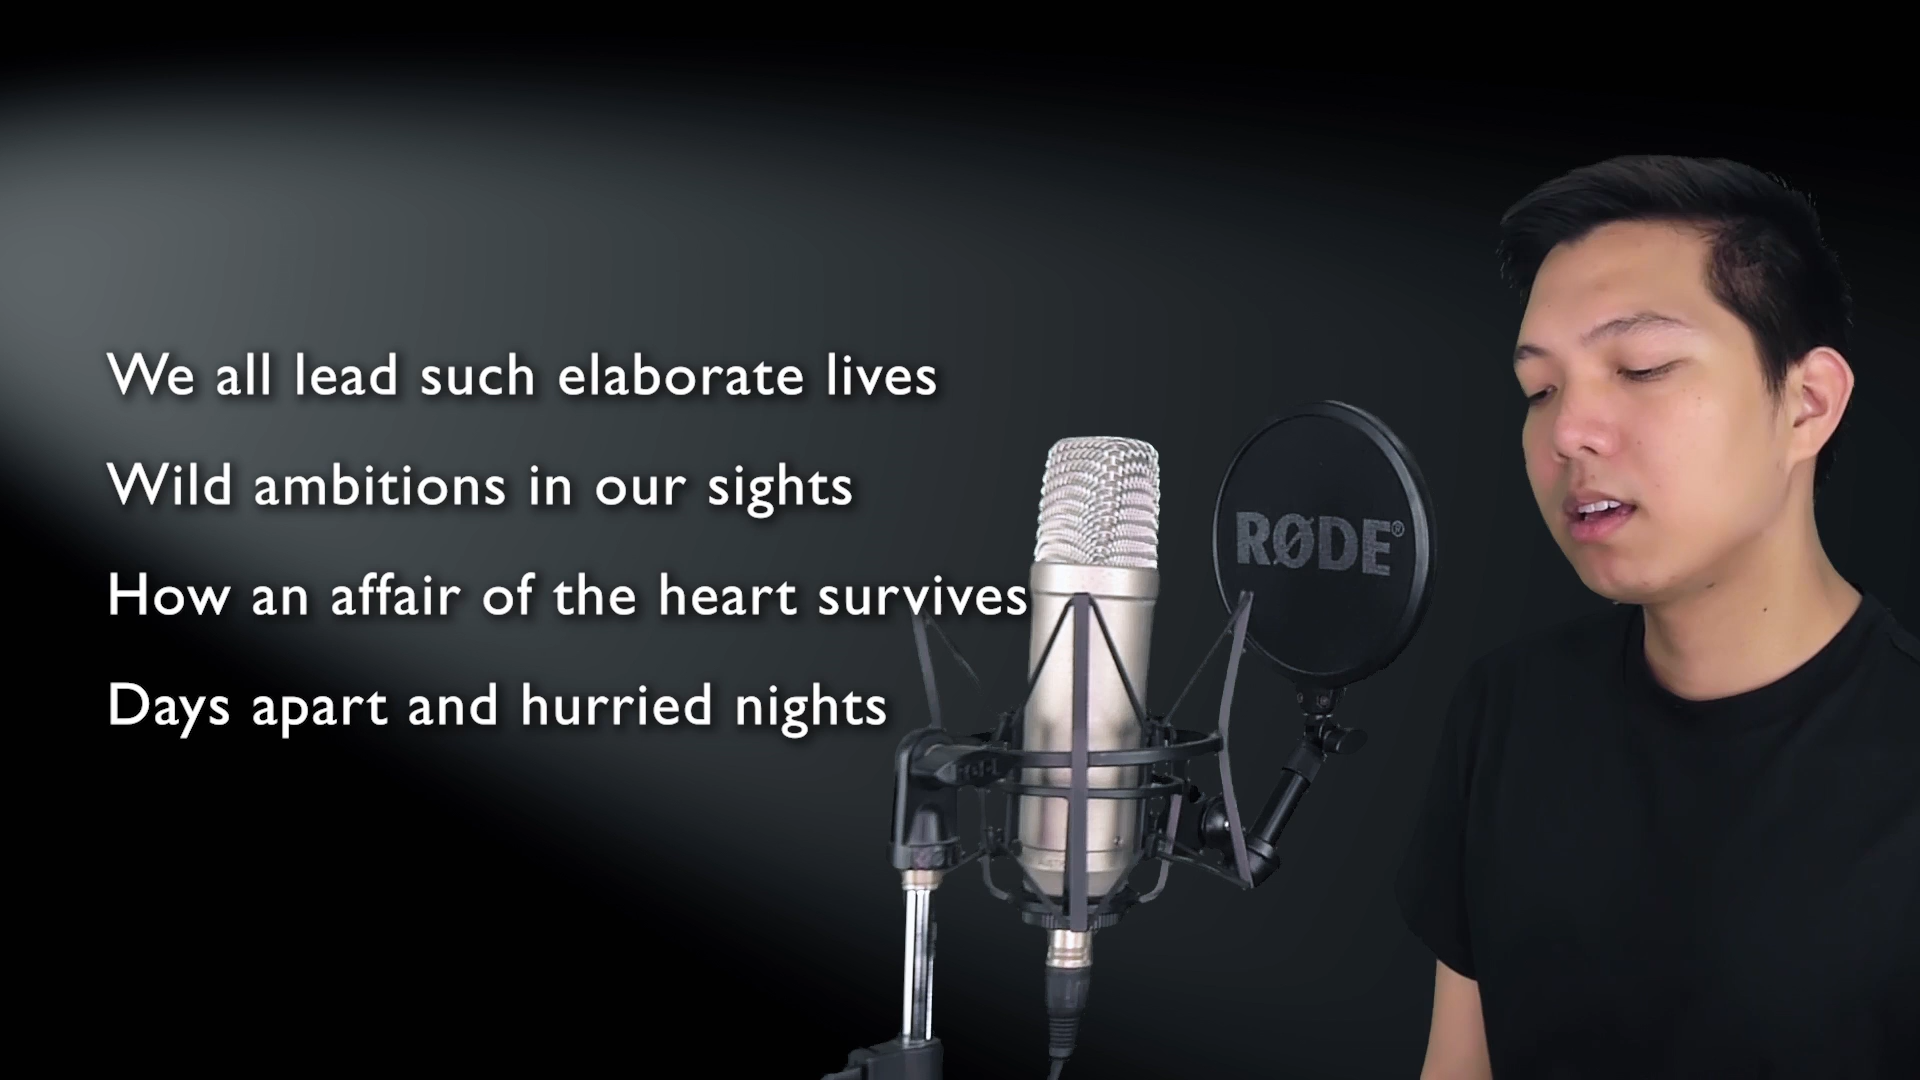 We all lead such elaborate lives
Wild ambitions in our sights
How an affair of the heart survives
Days apart and hurried nights
RØDE®